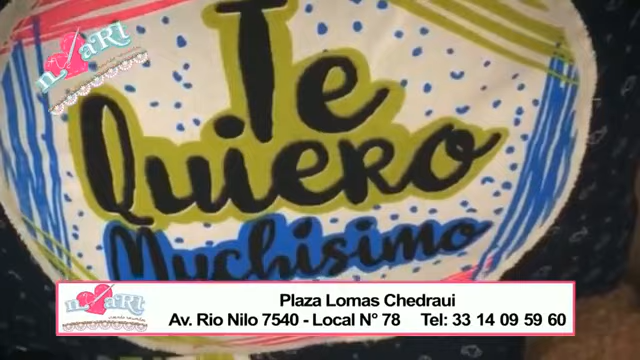 Te
Quiero
Muchisimo
Plaza Lomas Chedraui
Av. Rio Nilo 7540 - Local N° 78 Tel: 33 14 09 59 60